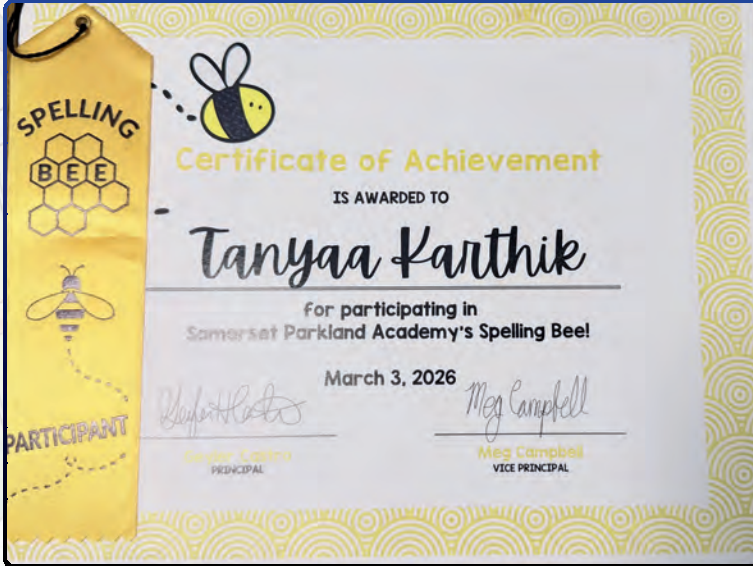 SPELLING
BEE
PARTICIPANT
Certificate of Achievement
IS AWARDED TO
Tanyaa Karthik
for participating in
Somerset Parkland Academy's Spelling Bee!
March 3, 2026
Meg Campbell
Meg Campbell
PRINCIPAL
VICE PRINCIPAL